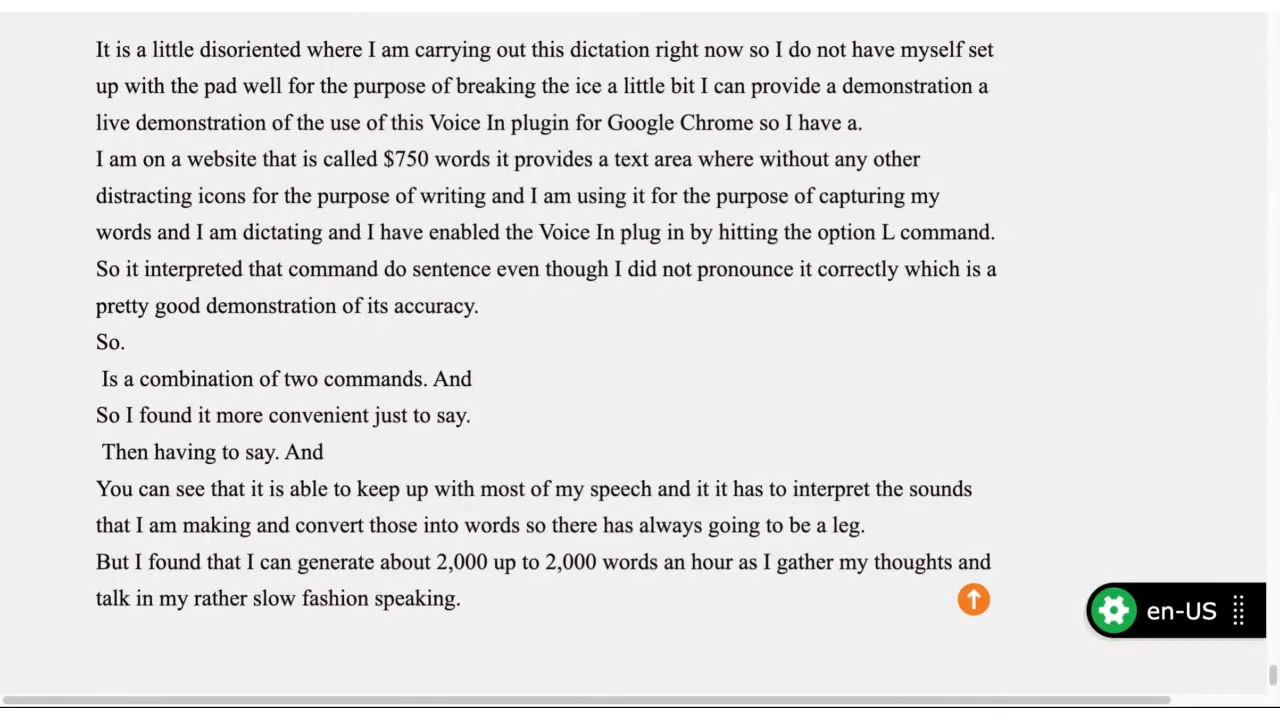 It is a little disoriented where I am carrying out this dictation right now so I do not have myself set
up with the pad well for the purpose of breaking the ice a little bit I can provide a demonstration a
live demonstration of the use of this Voice In plugin for Google Chrome so I have a.
I am on a website that is called $750 words it provides a text area where without any other
distracting icons for the purpose of writing and I am using it for the purpose of capturing my
words and I am dictating and I have enabled the Voice In plug in by hitting the option L command.
So it interpreted that command do sentence even though I did not pronounce it correctly which is a
pretty good demonstration of its accuracy.
So.
Is a combination of two commands. And
So I found it more convenient just to say.
Then having to say. And
You can see that it is able to keep up with most of my speech and it it has to interpret the sounds
that I am making and convert those into words so there has always going to be a leg.
But I found that I can generate about 2,000 up to 2,000 words an hour as I gather my thoughts and
talk in my rather slow fashion speaking.
en-US